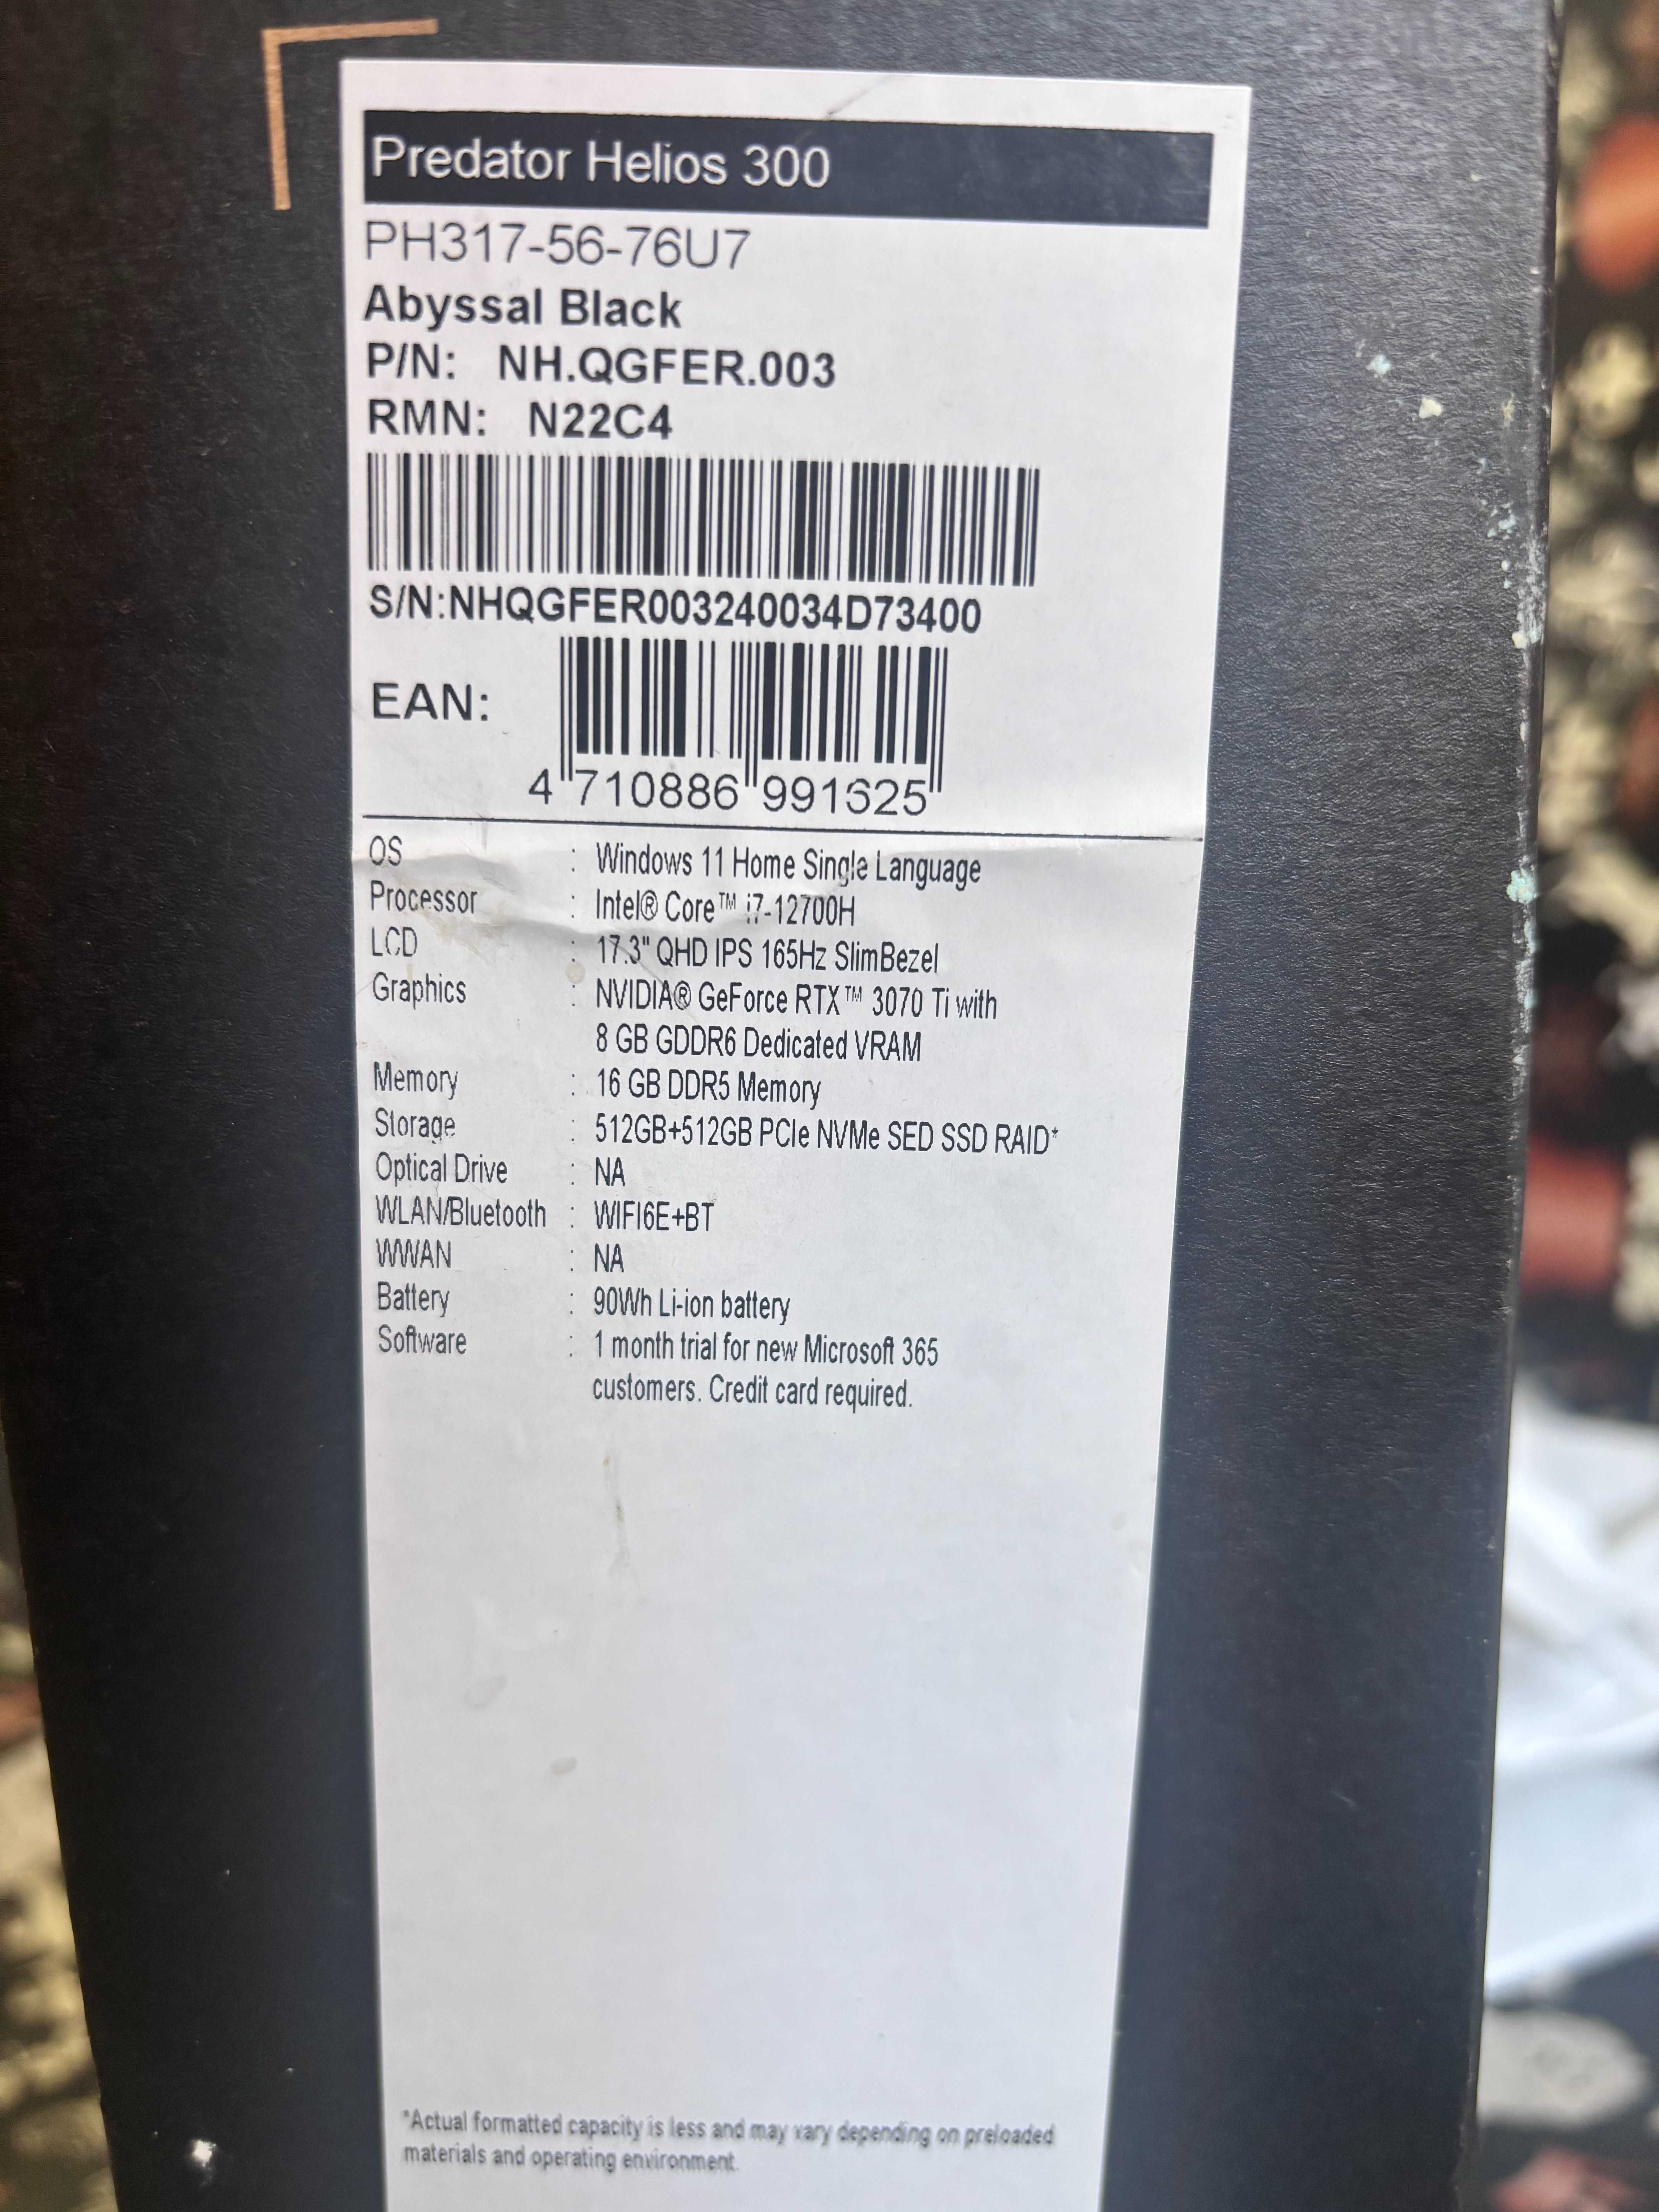 Predator Helios 300
PH317-56-76U7
Abyssal Black
P/N: NH.QGFER.003
RMN: N22C4
S/N:NHQGFER003240034D73400
EAN:
4 710886 991625
OS : Windows 11 Home Single Language
Processor : Intel® Core™ i7-12700H
LCD : 17.3" QHD IPS 165Hz SlimBezel
Graphics : NVIDIA® GeForce RTX™ 3070 Ti with
8 GB GDDR6 Dedicated VRAM
Memory : 16 GB DDR5 Memory
Storage : 512GB+512GB PCIe NVMe SED SSD RAID*
Optical Drive : NA
WLAN/Bluetooth : WIFI6E+BT
WWAN : NA
Battery : 90Wh Li-ion battery
Software : 1 month trial for new Microsoft 365
customers. Credit card required.
*Actual formatted capacity is less and may vary depending on preloaded
materials and operating environment.